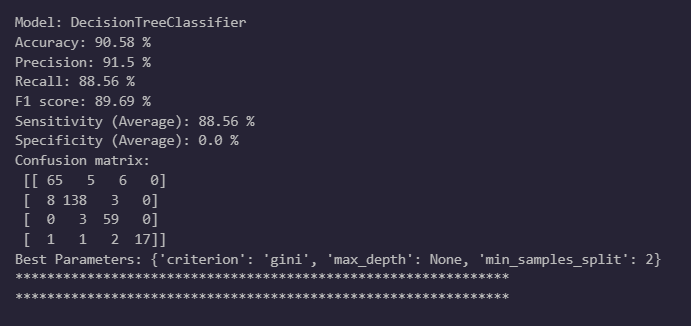 Model: DecisionTreeClassifier
Accuracy: 90.58 %
Precision: 91.5 %
Recall: 88.56 %
F1 score: 89.69 %
Sensitivity (Average): 88.56 %
Specificity (Average): 0.0 %
Confusion matrix:
[[ 65   5   6   0]
[  8 138   3   0]
[  0   3  59   0]
[  1   1   2  17]]
Best Parameters: {'criterion': 'gini', 'max_depth': None, 'min_samples_split': 2}
**************************************************************
**************************************************************